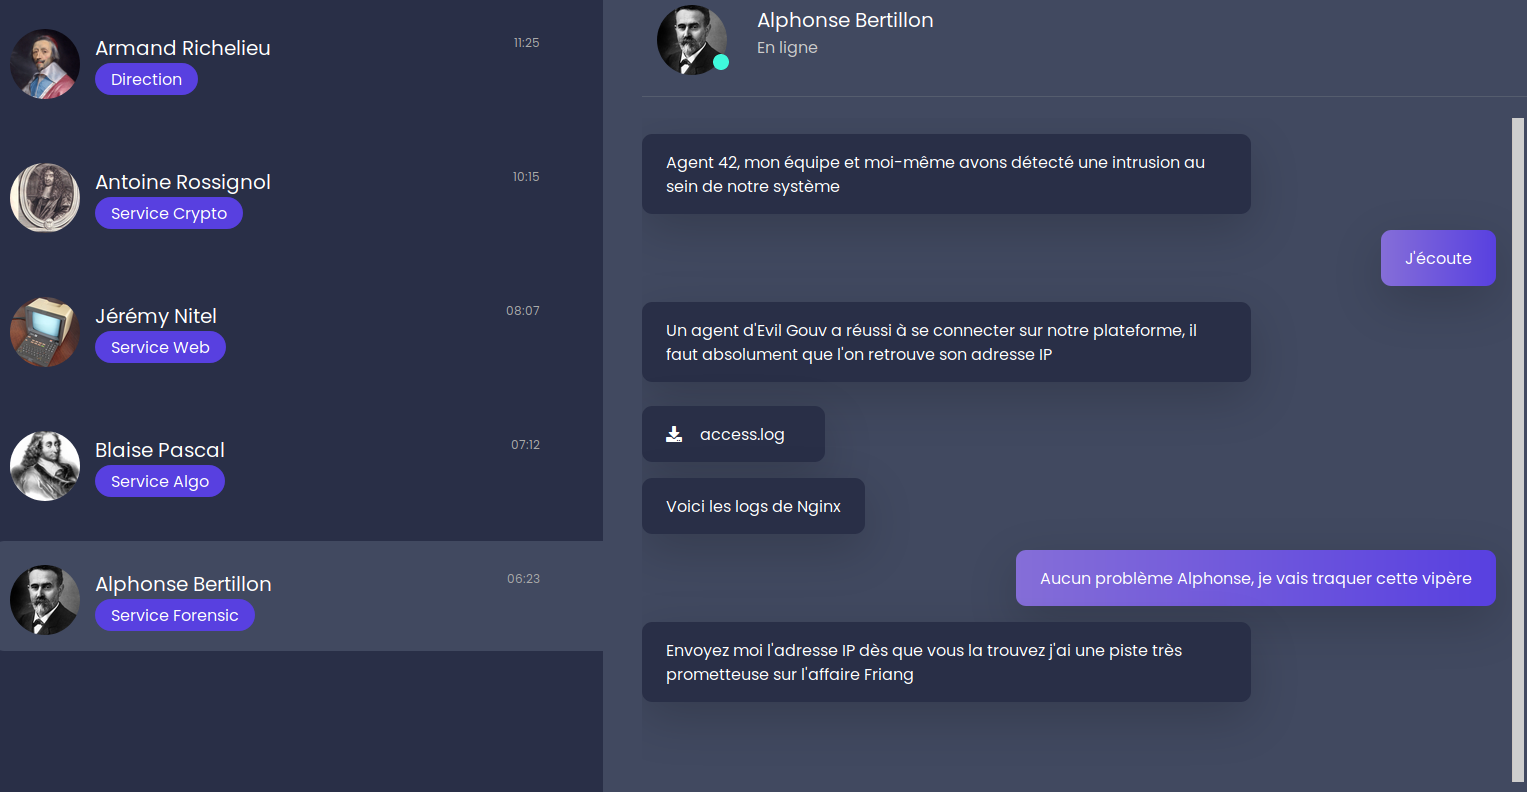 Armand Richelieu
11:25
Direction
Antoine Rossignol
10:15
Service Crypto
Jérémy Nitel
08:07
Service Web
Blaise Pascal
07:12
Service Algo
Alphonse Bertillon
06:23
Service Forensic
Alphonse Bertillon
En ligne
Agent 42, mon équipe et moi-même avons détecté une intrusion au
sein de notre système
J'écoute
Un agent d'Evil Gouv a réussi à se connecter sur notre plateforme, il
faut absolument que l'on retrouve son adresse IP
access.log
Voici les logs de Nginx
Aucun problème Alphonse, je vais traquer cette vipère
Envoyez moi l'adresse IP dès que vous la trouvez j'ai une piste très
prometteuse sur l'affaire Friang